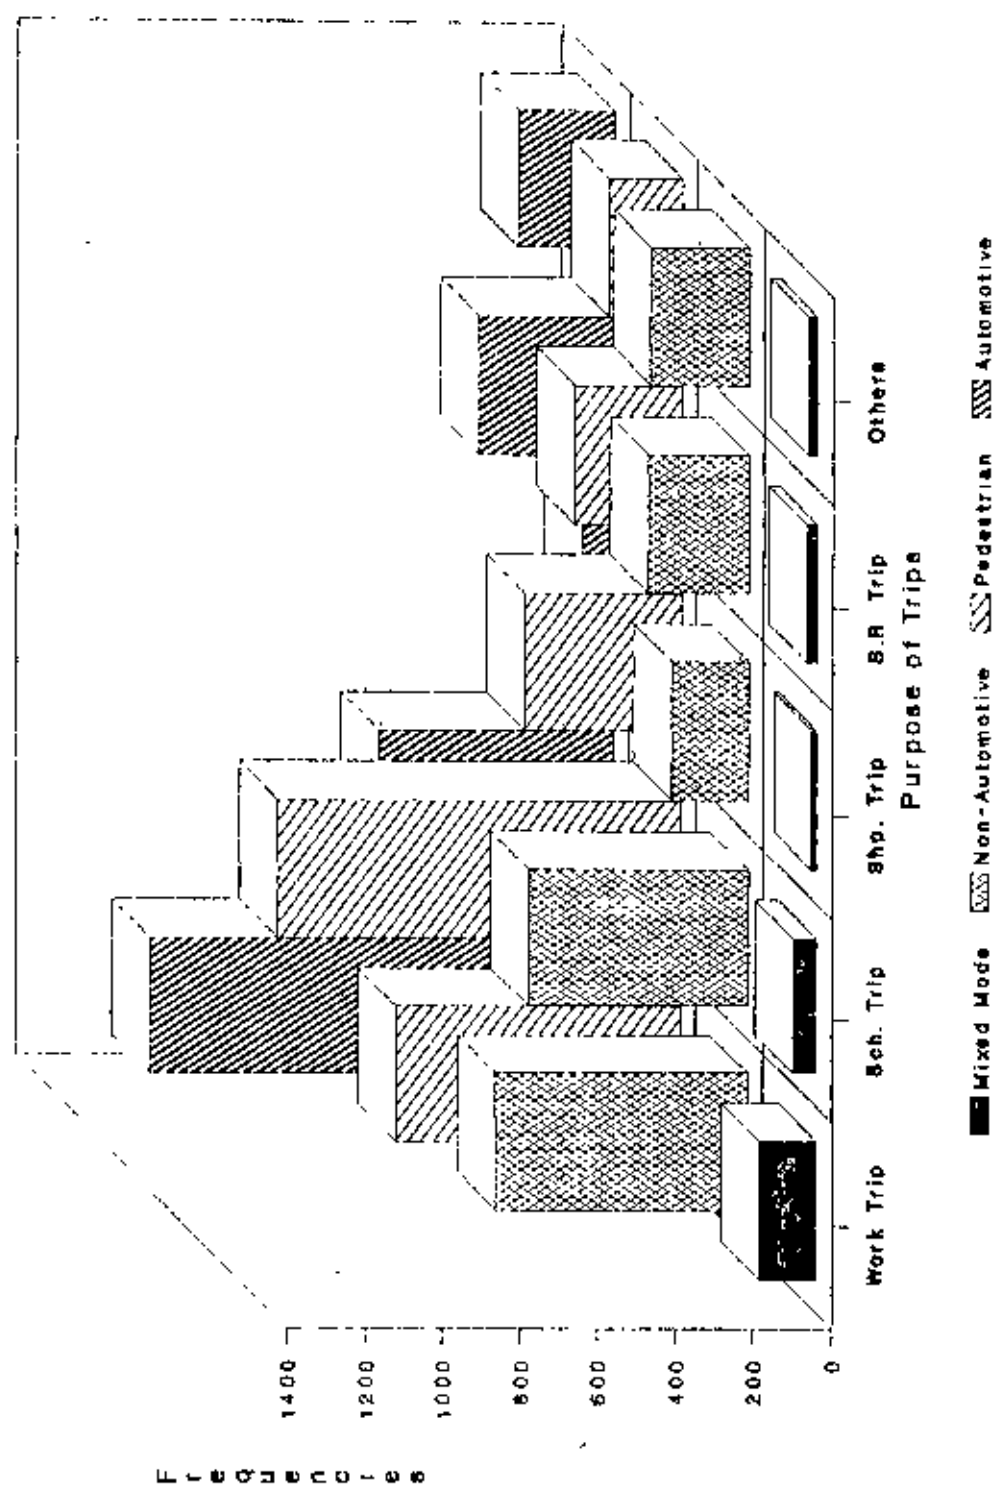 Frequencies
1400
1200
1000
800
600
400
200
0
Work Trip
Sch. Trip
Shp. Trip
S.R Trip
Others
Purpose of Trips
Mixed Mode Non-Automotive Pedestrian Automotive